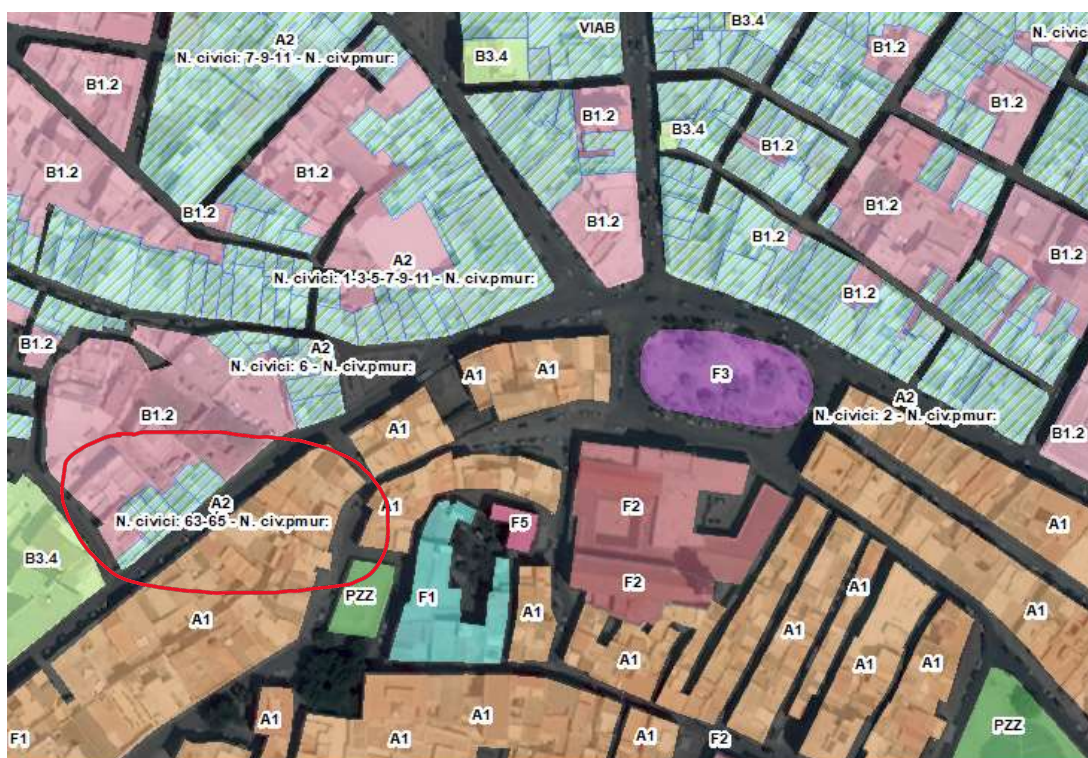 VIAB
B3.4
N. civici
A2
N. civici: 7-9-11 - N. civ.pmur:
B3.4
B1.2
B1.2
B1.2
B1.2
B3.4
B1.2
B1.2
B1.2
B1.2
B1.2
B1.2
B1.2
B1.2
A2
N. civici: 1-3-5-7-9-11 - N. civ.pmur:
B1.2
B1.2
B1.2
A2
N. civici: 6 - N. civ.pmur:
A1
A1
F3
A2
N. civici: 2 - N. civ.pmur:
B1.2
A1
B1.2
A2
N. civici: 63-65 - N. civ.pmur:
A1
F5
F2
A1
B3.4
PZZ
F1
F2
A1
A1
A1
A1
A1
A1
A1
A1
A1
A1
A1
A1
F2
PZZ
F1